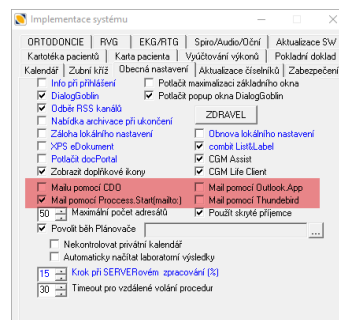 Implementace systému
ORTODONCIE RVG EKG/RTG Spiro/Audio/Oční Aktualizace SW
Kartotéka pacientů Karta pacienta Vyúčtování výkonů Pokladní doklad
Kalendář Zubní kříž Obecná nastavení Aktualizace číselníků Zabezpečení
Info při přihlášení Potlačit maximalizaci základního okna
DialogGoblin Potlačit popup okna DialogGoblin
Odběr RSS kanálů
ZDRAVEL
Nabídka archivace při ukončení
Záloha lokálního nastavení Obnova lokálního nastavení
XPS eDokument combit List&Label
Potlačit docPortal CGM Assist
Zobrazit doplňkové ikony CGM Life Client
Mailu pomocí CDO Mail pomocí Outlook.App
Mail pomocí Proccess.Start(mailto:) Mail pomocí Thundebird
50 Maximální počet adresátů Použít skryté příjemce
Povolit běh Plánovače ...
Nekontrolovat privátní kalendář
Automaticky načítat laboratorní výsledky
15 Krok při SERVERovém zpracování (%)
30 Timeout pro vzdálené volání procedur